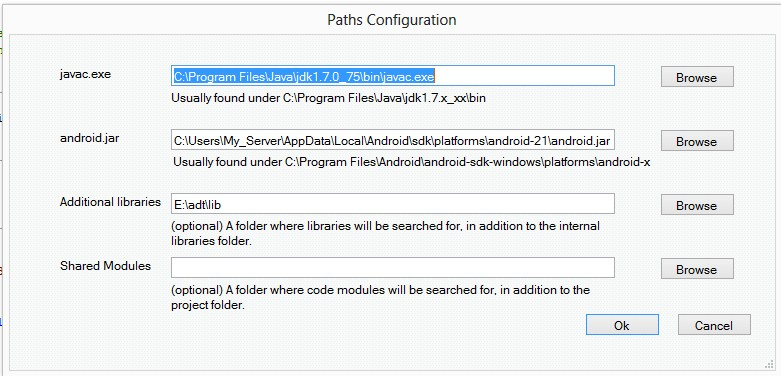 Paths Configuration
javac.exe
C:\Program Files\Java\jdk1.7.0_75\bin\javac.exe
Browse
Usually found under C:\Program Files\Java\jdk1.7.x_xx\bin
android.jar
C:\Users\My_Server\AppData\Local\Android\sdk\platforms\android-21\android.jar
Browse
Usually found under C:\Program Files\Android\android-sdk-windows\platforms\android-x
Additional libraries
E:\adt\lib
Browse
(optional) A folder where libraries will be searched for, in addition to the internal
libraries folder.
Shared Modules
Browse
(optional) A folder where code modules will be searched for, in addition to the
project folder.
Ok
Cancel